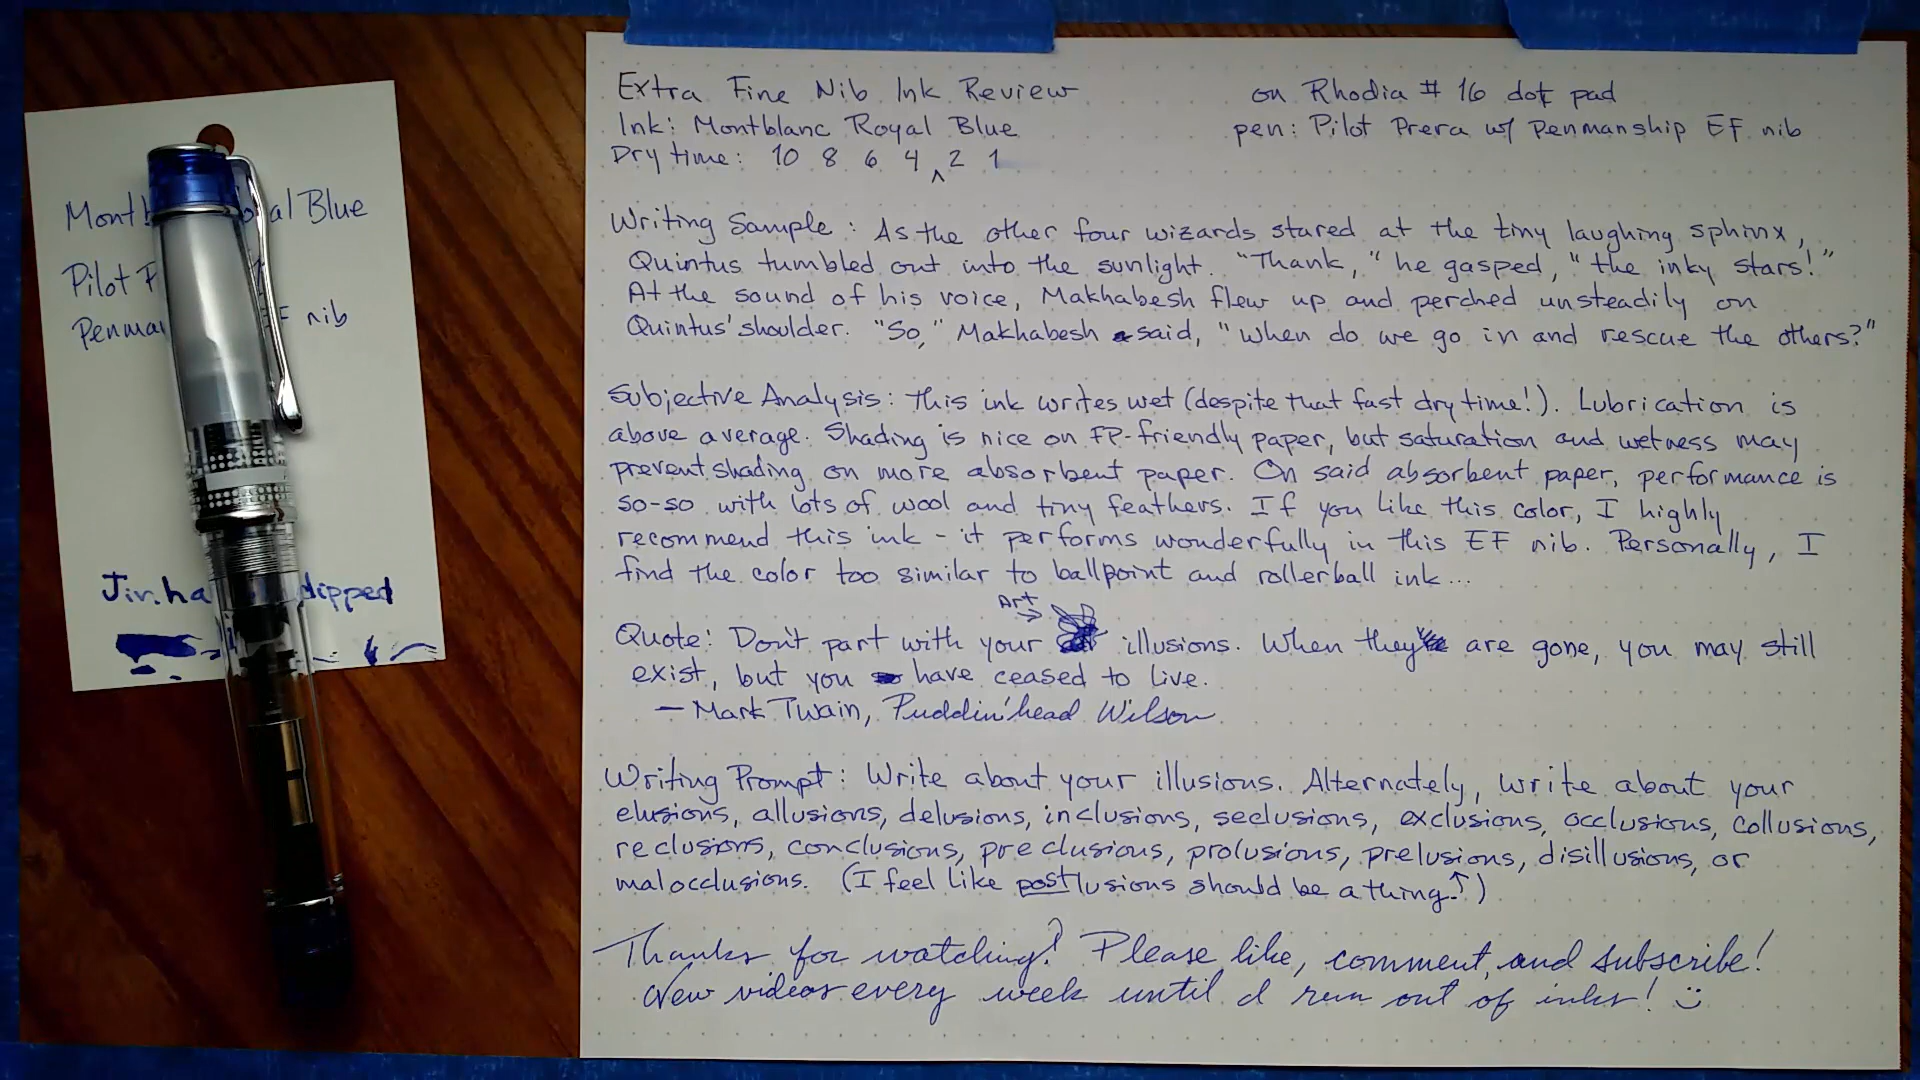 Mont al Blue
Pilot P
Penma F nib
Jinha dipped
Extra Fine Nib Ink Review
on Rhodia # 16 dot pad
Ink: Montblanc Royal Blue
pen: Pilot Prera w/ Penmanship EF nib
Dry time: 10 8 6 4 ^ 2 1
Writing Sample: As the other four wizards stared at the tiny laughing sphinx,
Quintus tumbled out into the sunlight. "Thank," he gasped, "the inky stars!"
At the sound of his voice, Makhabesh flew up and perched unsteadily on
Quintus' shoulder. "So," Makhabesh said, "When do we go in and rescue the others?"
Subjective Analysis: This ink writes wet (despite that fast dry time!). Lubrication is
above average. Shading is nice on FP-friendly paper, but saturation and wetness may
prevent shading on more absorbent paper. On said absorbent paper, performance is
so-so with lots of wool and tiny feathers. If you like this color, I highly
recommend this ink - it performs wonderfully in this EF nib. Personally, I
find the color too similar to ballpoint and rollerball ink...
Art →
Quote: Don't part with your illusions. When they are gone, you may still
exist, but you have ceased to live.
— Mark Twain, Puddin'head Wilson
Writing Prompt: Write about your illusions. Alternately, write about your
elusions, allusions, delusions, inclusions, seclusions, exclusions, occlusions, collusions,
reclusions, conclusions, preclusions, prolusions, prelusions, disillusions, or
malocclusions. (I feel like postlusions should be a thing.↑)
Thanks for watching! Please like, comment, and subscribe!
New videos every week until I run out of inks! :)